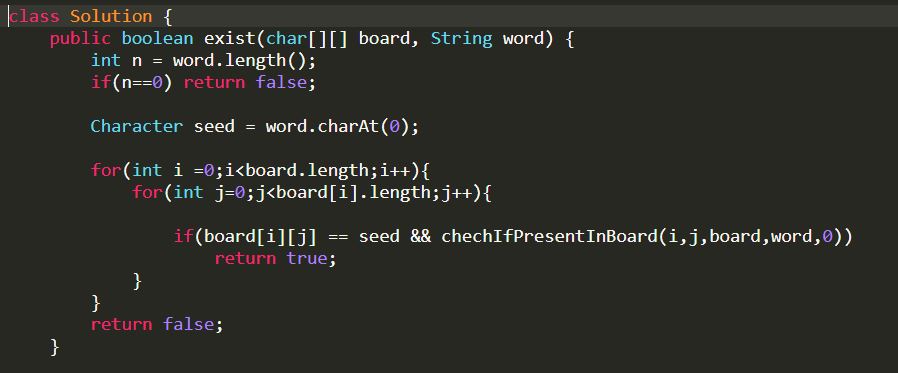 class Solution {
    public boolean exist(char[][] board, String word) {
        int n = word.length();
        if(n==0) return false;

        Character seed = word.charAt(0);

        for(int i =0;i<board.length;i++){
            for(int j=0;j<board[i].length;j++){

                if(board[i][j] == seed && chechIfPresentInBoard(i,j,board,word,0))
                    return true;
            }
        }
        return false;
    }